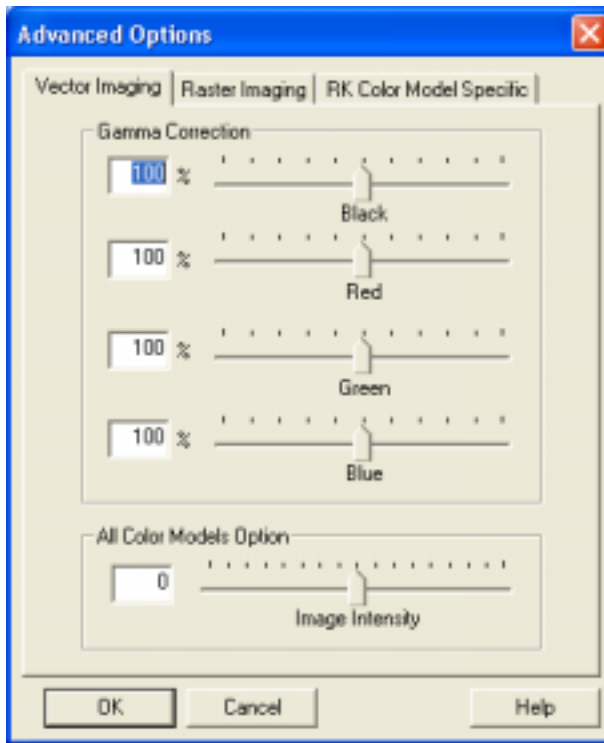 Advanced Options
Vector Imaging Raster Imaging RK Color Model Specific
Gamma Correction
100 %
Black
100 %
Red
100 %
Green
100 %
Blue
All Color Models Option
0
Image Intensity
OK Cancel Help